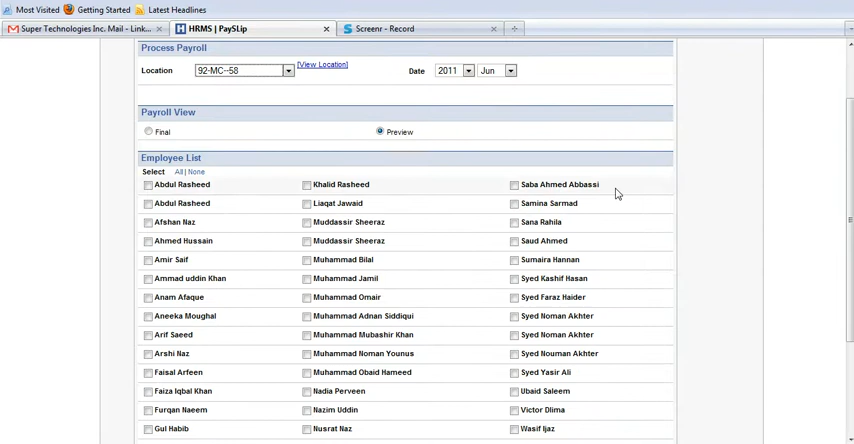 Most Visited Getting Started Latest Headlines
Super Technologies Inc. Mail - Link... HRMS | PaySLip Screenr - Record
Process Payroll
Location 92-MC--58 [View Location] Date 2011 Jun
Payroll View
Final Preview
Employee List
Select All | None
Abdul Rasheed Khalid Rasheed Saba Ahmed Abbassi
Abdul Rasheed Liaqat Jawaid Samina Sarmad
Afshan Naz Muddassir Sheeraz Sana Rahila
Ahmed Hussain Muddassir Sheeraz Saud Ahmed
Amir Saif Muhammad Bilal Sumaira Hannan
Ammad uddin Khan Muhammad Jamil Syed Kashif Hasan
Anam Afaque Muhammad Omair Syed Faraz Haider
Aneeka Moughal Muhammad Adnan Siddiqui Syed Noman Akhter
Arif Saeed Muhammad Mubashir Khan Syed Noman Akhter
Arshi Naz Muhammad Noman Younus Syed Nouman Akhter
Faisal Arfeen Muhammad Obaid Hameed Syed Yasir Ali
Faiza Iqbal Khan Nadia Perveen Ubaid Saleem
Furqan Naeem Nazim Uddin Victor Dlima
Gul Habib Nusrat Naz Wasif Ijaz